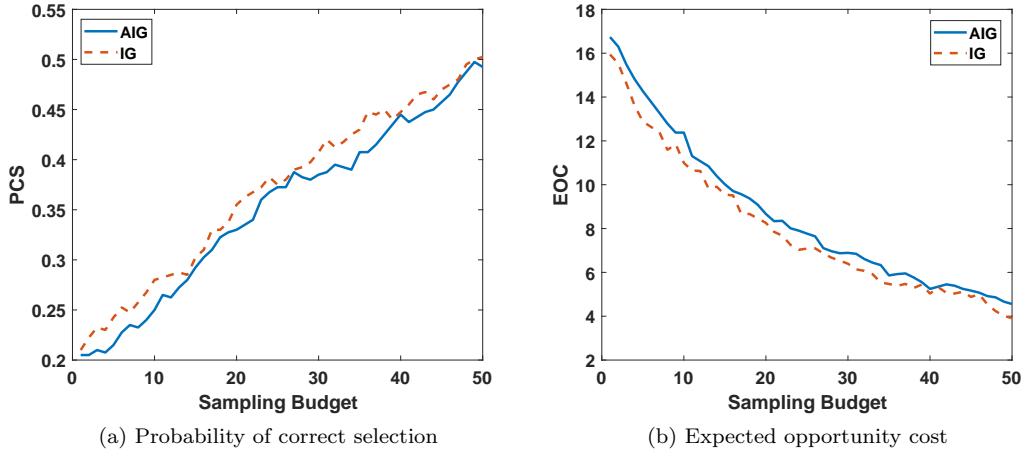 0.55
0.5
0.45
0.4
0.35
0.3
0.25
0.2
PCS
AIG
IG
0 10 20 30 40 50
Sampling Budget
(a) Probability of correct selection
18
16
14
12
10
8
6
4
2
EOC
AIG
IG
0 10 20 30 40 50
Sampling Budget
(b) Expected opportunity cost